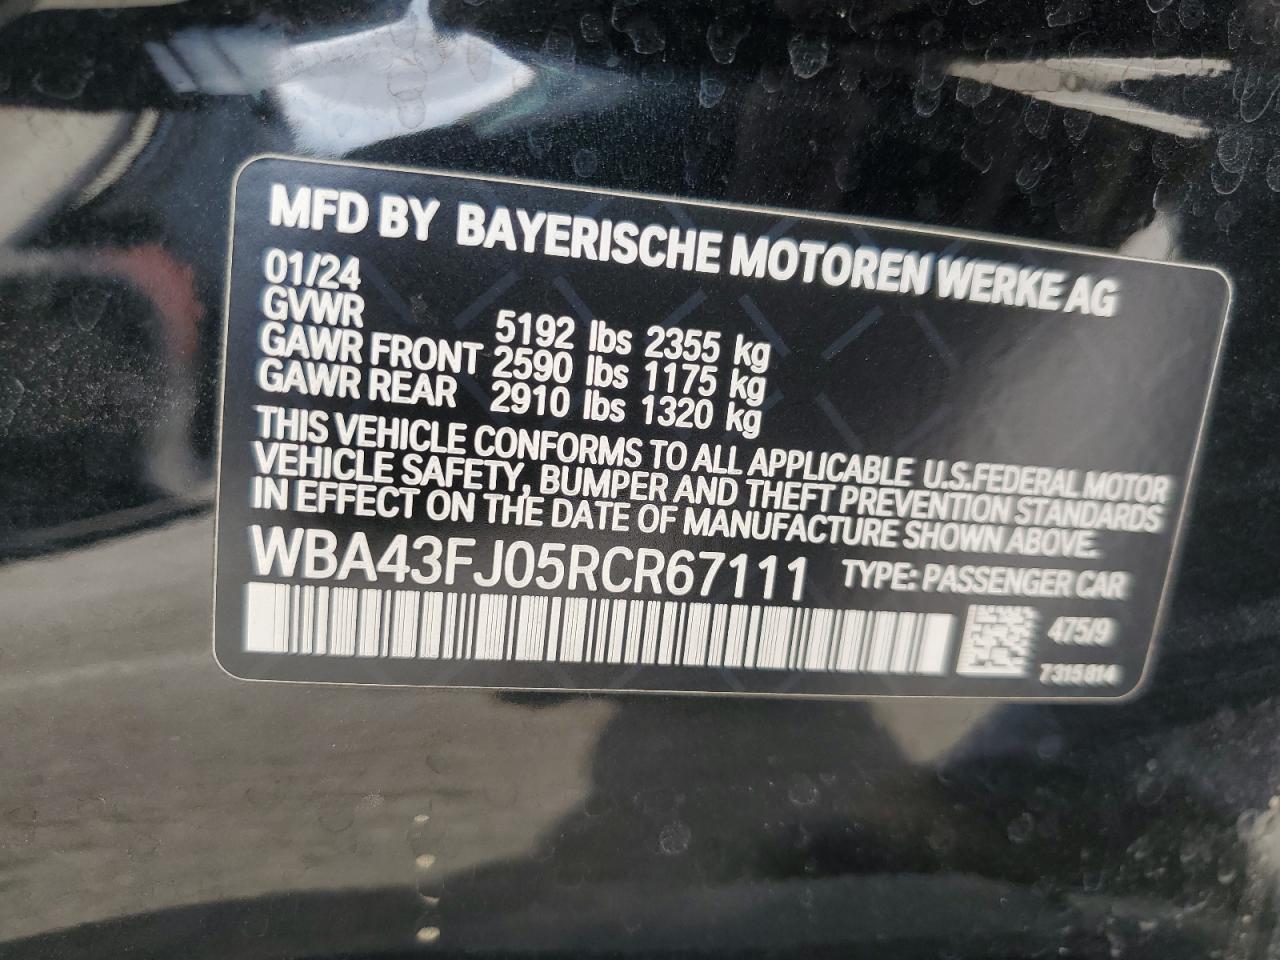 MFD BY BAYERISCHE MOTOREN WERKE AG
01/24
GVWR 5192 lbs 2355 kg
GAWR FRONT 2590 lbs 1175 kg
GAWR REAR 2910 lbs 1320 kg
THIS VEHICLE CONFORMS TO ALL APPLICABLE U.S.FEDERAL MOTOR
VEHICLE SAFETY, BUMPER AND THEFT PREVENTION STANDARDS
IN EFFECT ON THE DATE OF MANUFACTURE SHOWN ABOVE.
WBA43FJ05RCR67111 TYPE: PASSENGER CAR
475/9
7315814